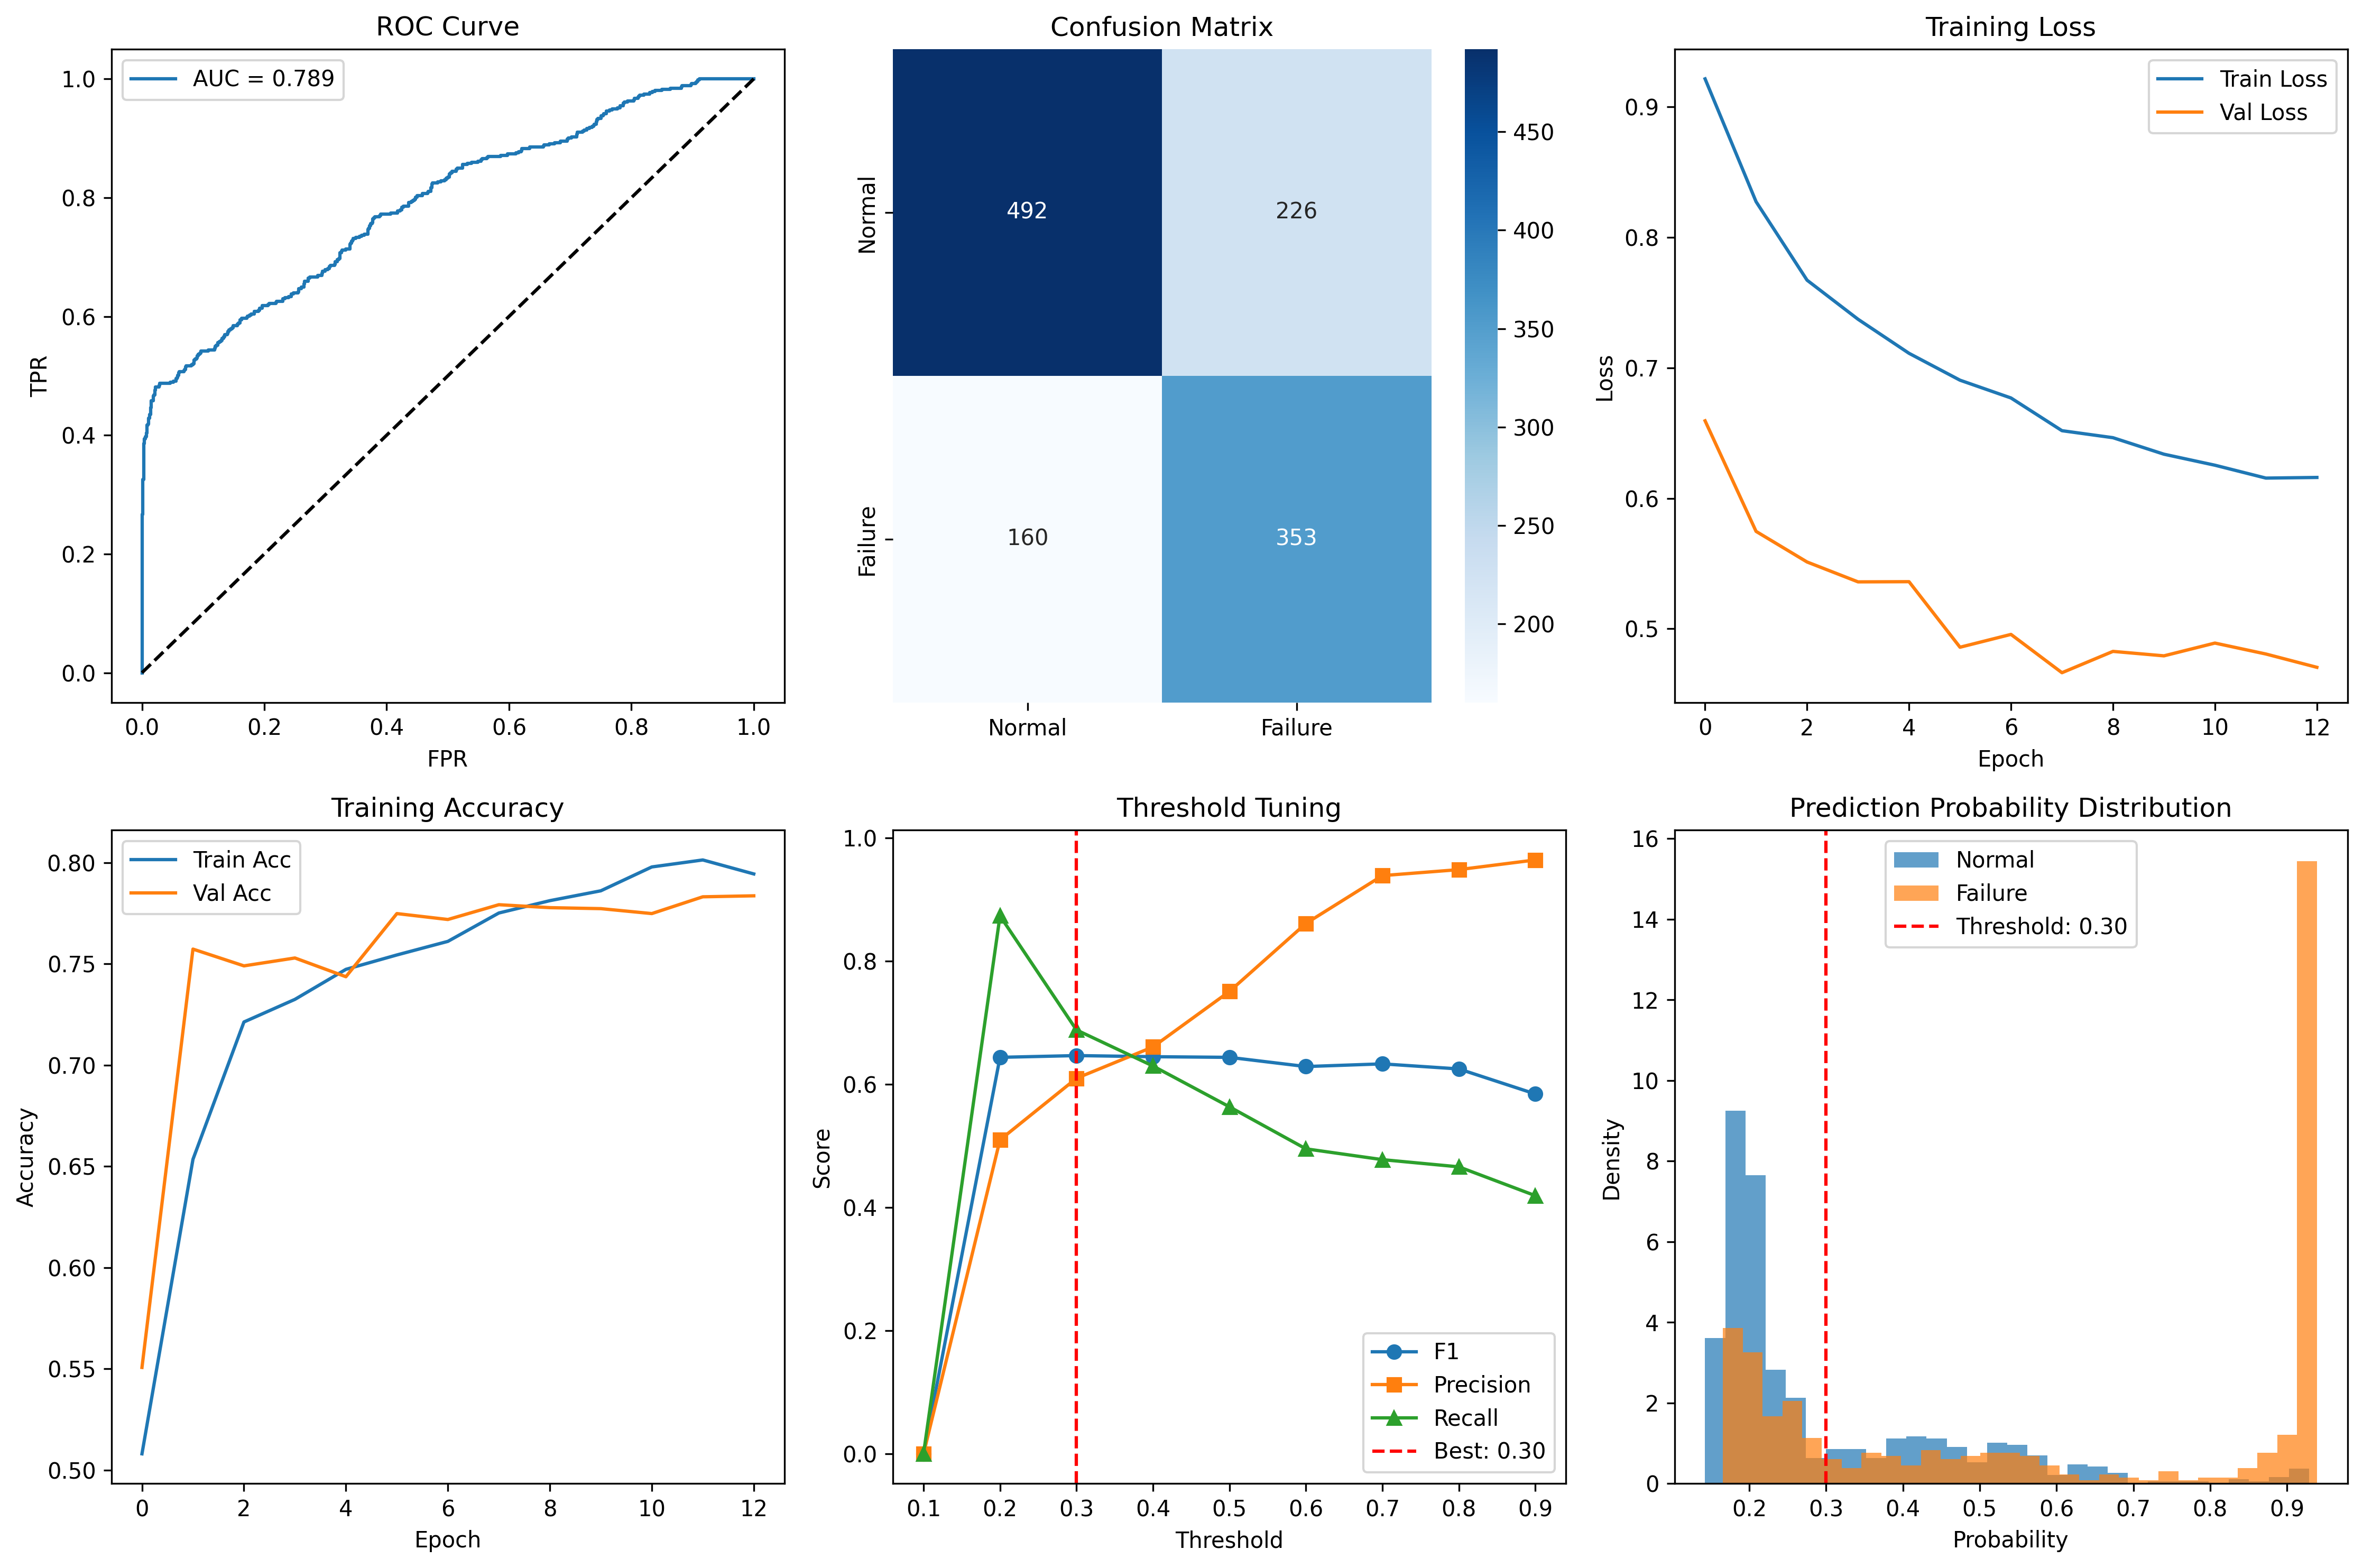 ROC Curve
1.0
0.8
0.6
0.4
0.2
0.0
TPR
AUC = 0.789
0.0 0.2 0.4 0.6 0.8 1.0
FPR
Confusion Matrix
Normal
Failure
492 226
160 353
Normal Failure
450
400
350
300
250
200
Training Loss
0.9
0.8
0.7
0.6
0.5
Loss
Train Loss
Val Loss
0 2 4 6 8 10 12
Epoch
Training Accuracy
0.80
0.75
0.70
0.65
0.60
0.55
0.50
Accuracy
Train Acc
Val Acc
0 2 4 6 8 10 12
Epoch
Threshold Tuning
1.0
0.8
0.6
0.4
0.2
0.0
Score
F1
Precision
Recall
Best: 0.30
0.1 0.2 0.3 0.4 0.5 0.6 0.7 0.8 0.9
Threshold
Prediction Probability Distribution
16
14
12
10
8
6
4
2
0
Density
Normal
Failure
Threshold: 0.30
0.2 0.3 0.4 0.5 0.6 0.7 0.8 0.9
Probability